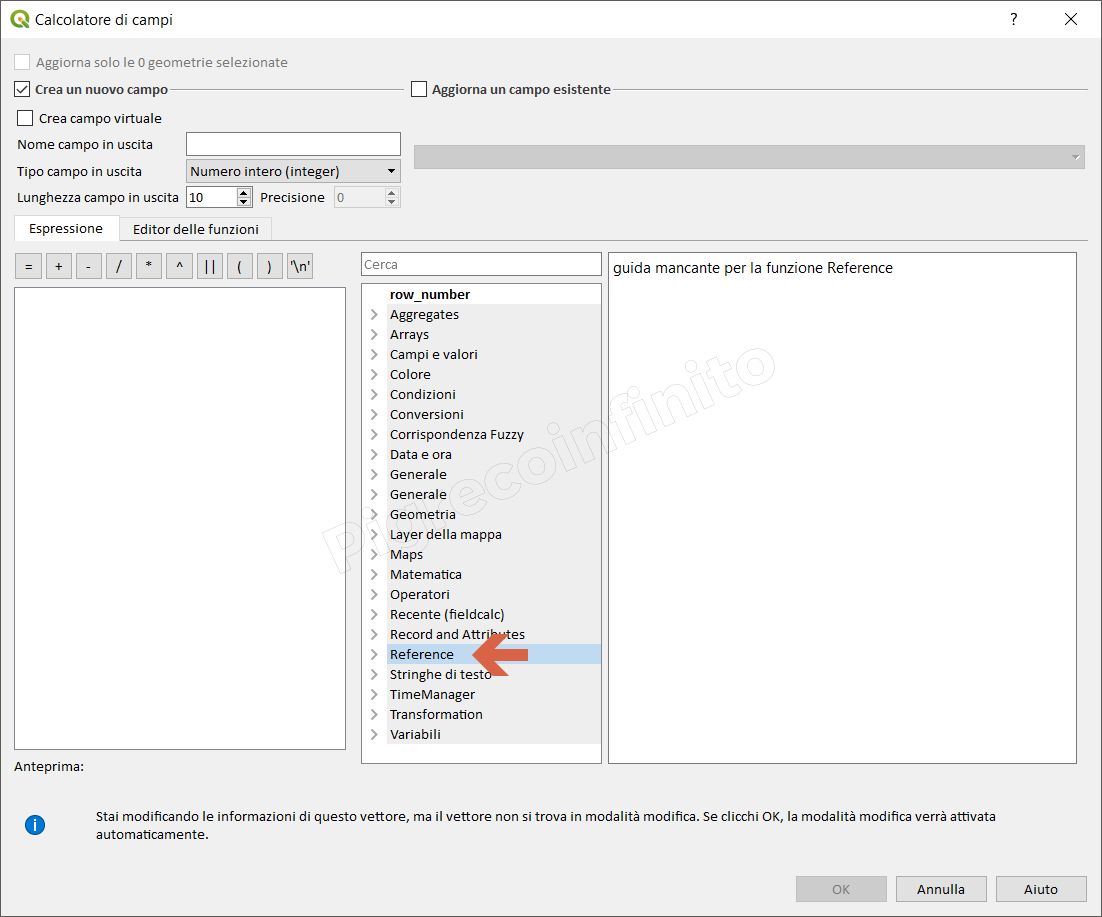 Calcolatore di campi
?
Aggiorna solo le 0 geometrie selezionate
Crea un nuovo campo
Aggiorna un campo esistente
Crea campo virtuale
Nome campo in uscita
Tipo campo in uscita
Numero intero (integer)
Lunghezza campo in uscita
10
Precisione
0
Espressione
Editor delle funzioni
= + - / * ^ || ( ) '\n'
Cerca
guida mancante per la funzione Reference
row_number
Aggregates
Arrays
Campi e valori
Colore
Condizioni
Conversioni
Corrispondenza Fuzzy
Data e ora
Generale
Generale
Geometria
Layer della mappa
Maps
Matematica
Operatori
Recente (fieldcalc)
Record and Attributes
Reference
Stringhe di testo
TimeManager
Transformation
Variabili
Pigrecoinfinito
Anteprima:
Stai modificando le informazioni di questo vettore, ma il vettore non si trova in modalità modifica. Se clicchi OK, la modalità modifica verrà attivata
automaticamente.
OK
Annulla
Aiuto